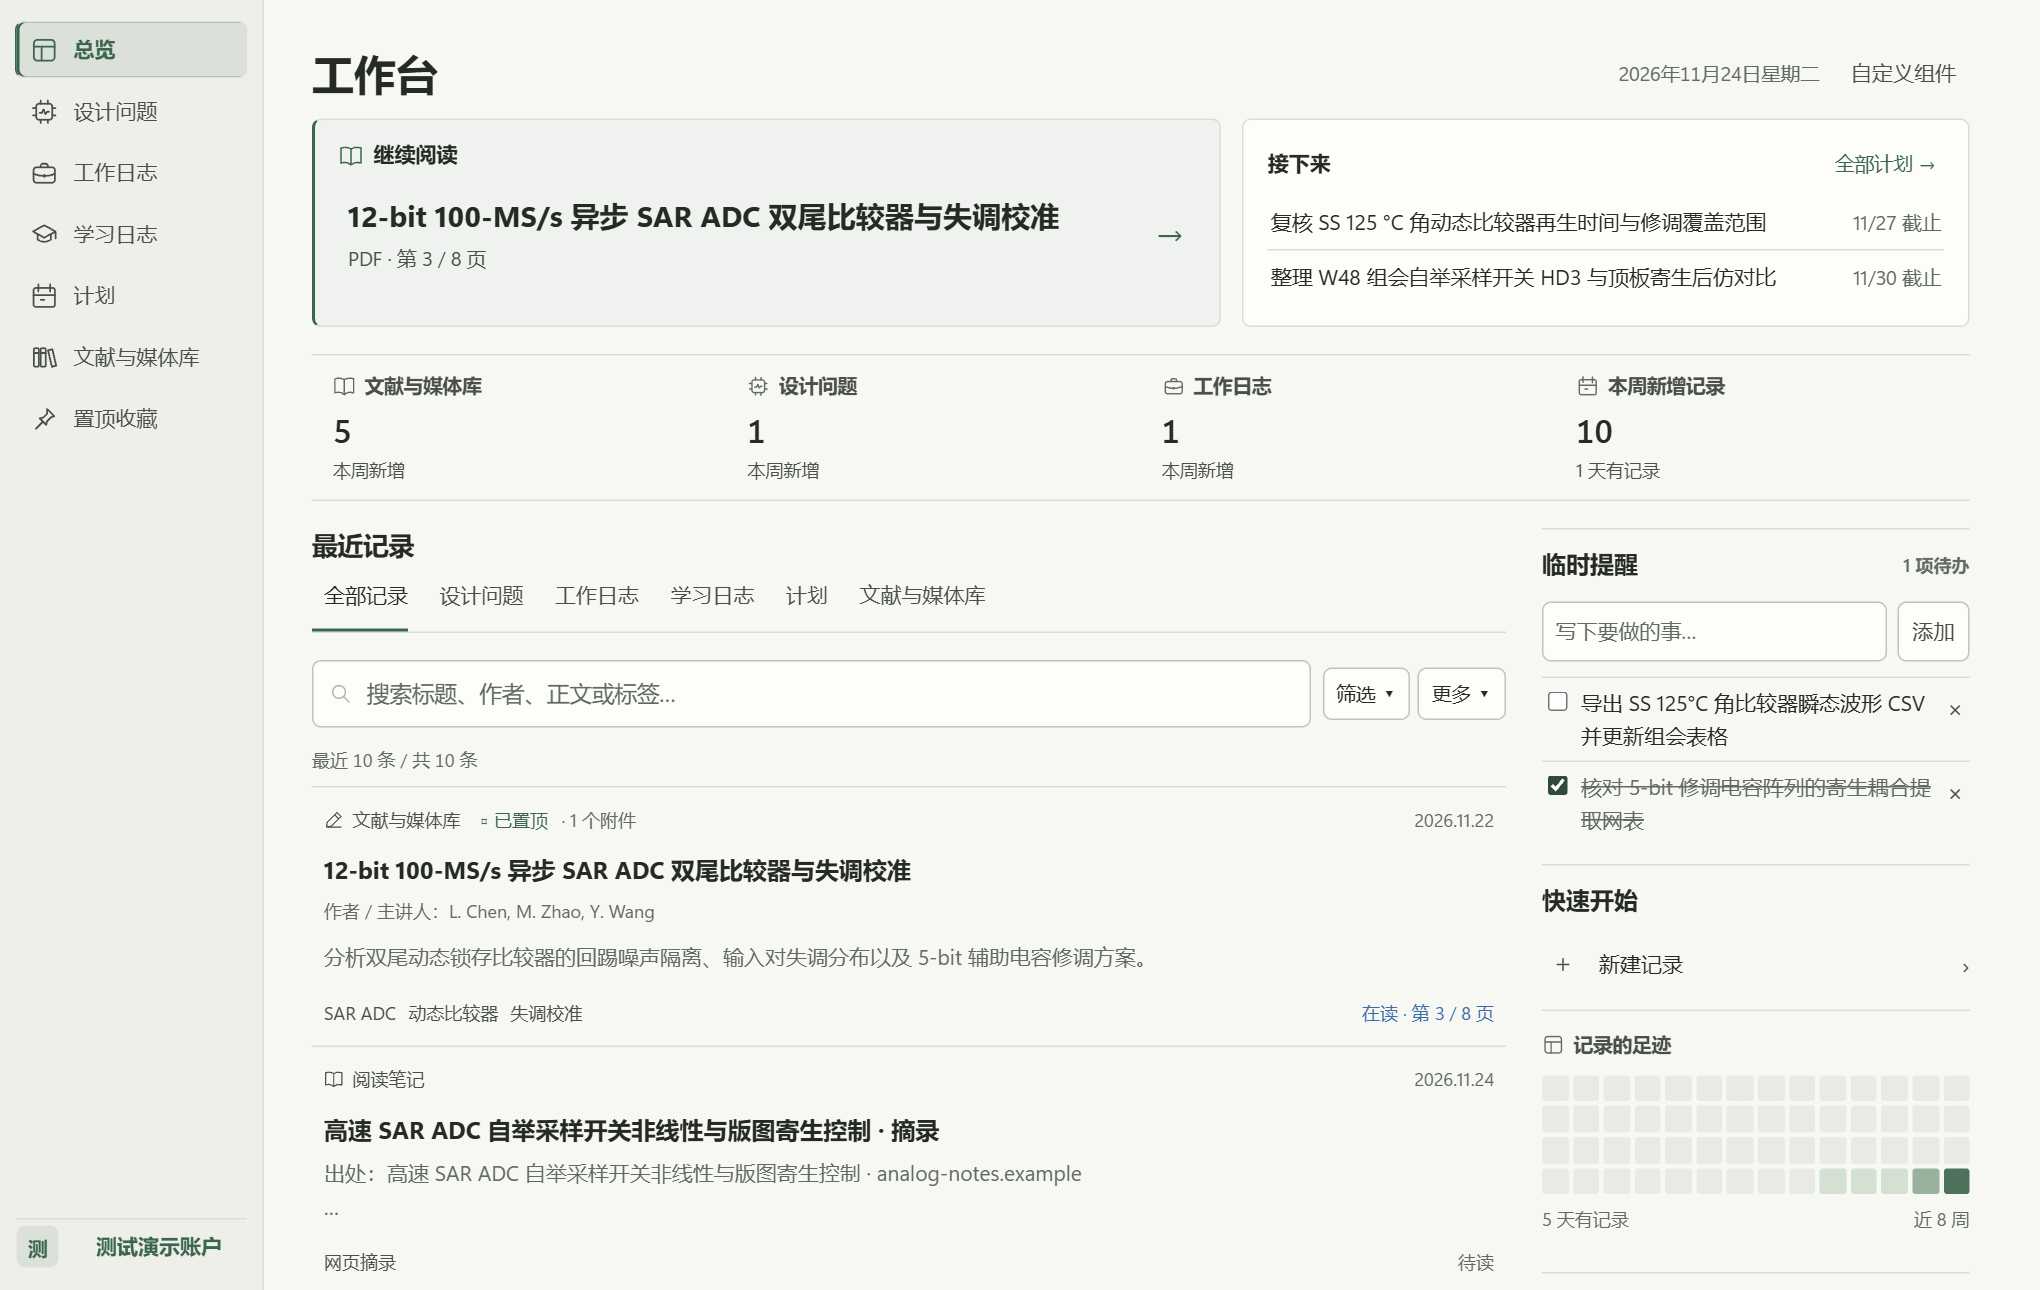 总览
设计问题
工作日志
学习日志
计划
文献与媒体库
置顶收藏
测
测试演示账户
工作台
2026年11月24日星期二
自定义组件
继续阅读
12-bit 100-MS/s 异步 SAR ADC 双尾比较器与失调校准
PDF · 第 3 / 8 页
→
接下来
全部计划 →
复核 SS 125 °C 角动态比较器再生时间与修调覆盖范围
11/27 截止
整理 W48 组会自举采样开关 HD3 与顶板寄生后仿对比
11/30 截止
文献与媒体库
5
本周新增
设计问题
1
本周新增
工作日志
1
本周新增
本周新增记录
10
1 天有记录
最近记录
全部记录
设计问题
工作日志
学习日志
计划
文献与媒体库
搜索标题、作者、正文或标签...
筛选 ▾
更多 ▾
最近 10 条 / 共 10 条
文献与媒体库
▫ 已置顶
· 1 个附件
2026.11.22
12-bit 100-MS/s 异步 SAR ADC 双尾比较器与失调校准
作者 / 主讲人：L. Chen, M. Zhao, Y. Wang
分析双尾动态锁存比较器的回踢噪声隔离、输入对失调分布以及 5-bit 辅助电容修调方案。
SAR ADC 动态比较器 失调校准
在读 · 第 3 / 8 页
阅读笔记
2026.11.24
高速 SAR ADC 自举采样开关非线性与版图寄生控制 · 摘录
出处：高速 SAR ADC 自举采样开关非线性与版图寄生控制 · analog-notes.example
...
网页摘录
待读
临时提醒
1 项待办
写下要做的事...
添加
导出 SS 125°C 角比较器瞬态波形 CSV
并更新组会表格
×
核对 5-bit 修调电容阵列的寄生耦合提
取网表
×
快速开始
+ 新建记录 ›
记录的足迹
5 天有记录
近 8 周